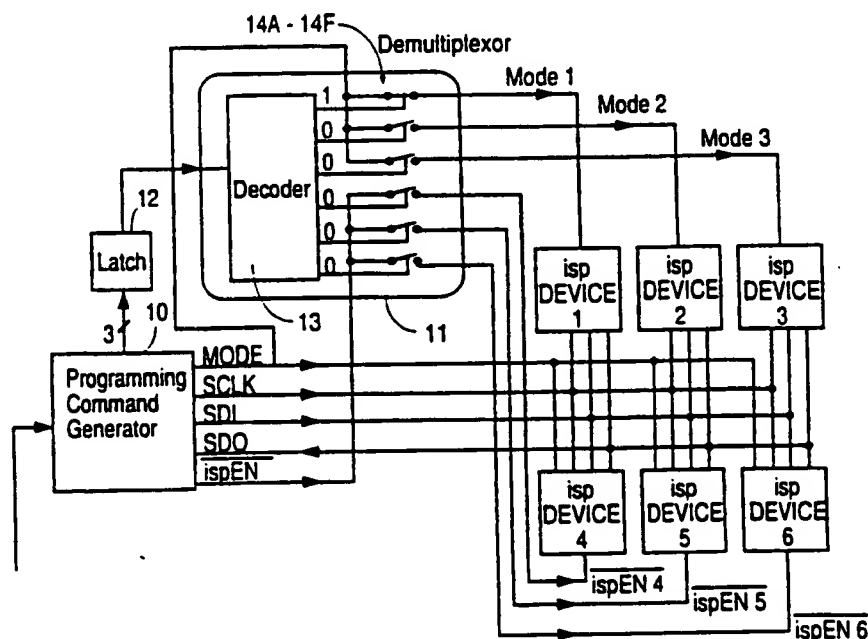 14A - 14F
Demultiplexor
Mode 1
Mode 2
Mode 3
1
0
0
0
0
0
Decoder
12
Latch
13
11
3
10
Programming
Command
Generator
MODE
SCLK
SDI
SDO
ispEN
isp
DEVICE
1
isp
DEVICE
2
isp
DEVICE
3
isp
DEVICE
4
isp
DEVICE
5
isp
DEVICE
6
ispEN 4
ispEN 5
ispEN 6